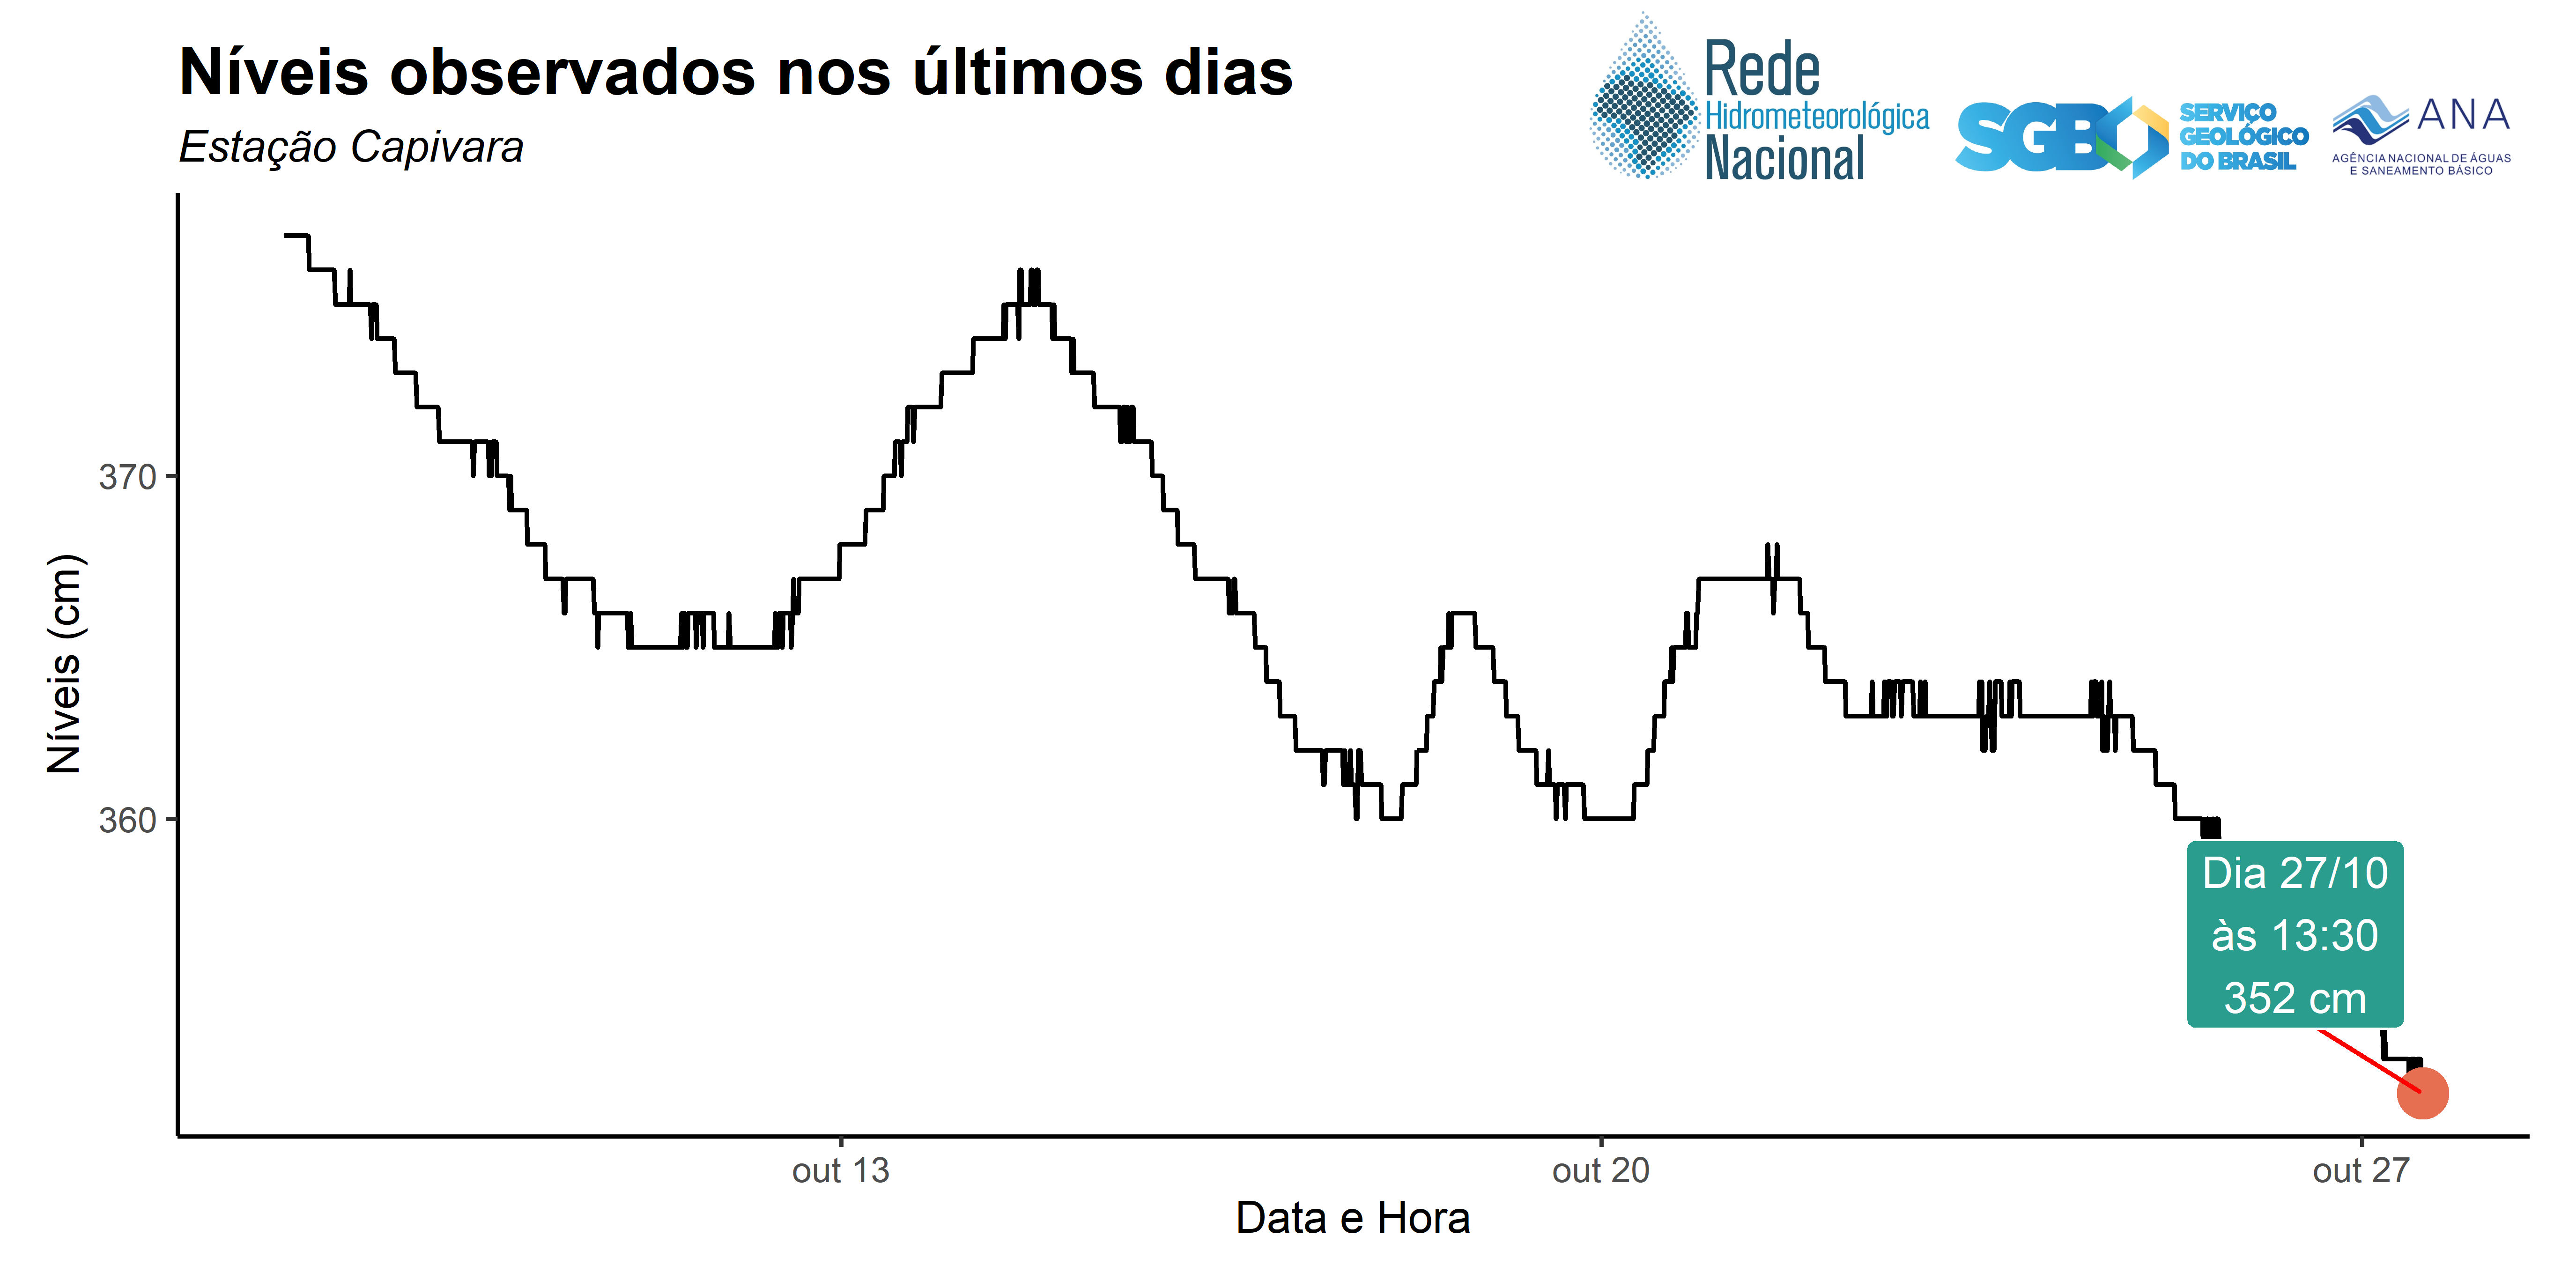 Níveis observados nos últimos dias
Estação Capivara
Rede
Hidrometeorológica
Nacional
SGB
SERVIÇO
GEOLÓGICO
DO BRASIL
ANA
AGÊNCIA NACIONAL DE ÁGUAS
E SANEAMENTO BÁSICO
Níveis (cm)
370
360
Dia 27/10
às 13:30
352 cm
out 13
out 20
out 27
Data e Hora